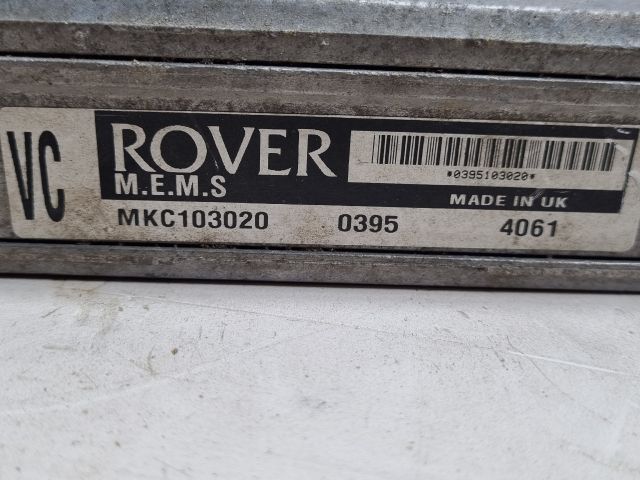 VC
ROVER
M.E.M.S
*0395103020*
MADE IN UK
MKC103020 0395 4061